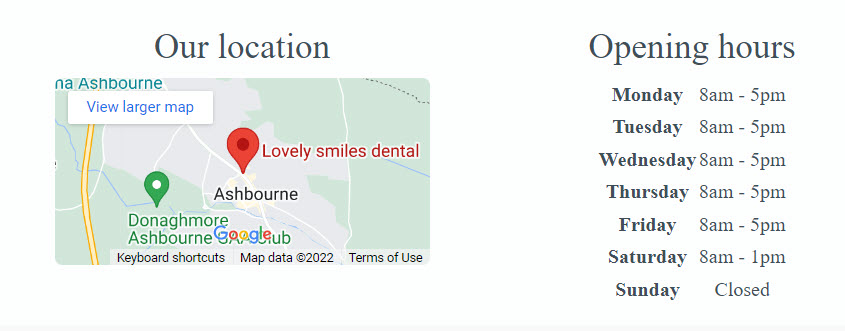 Our location
na Ashbourne
View larger map
Lovely smiles dental
Ashbourne
Donaghmore
Ashbourne GAA Club
Google
Keyboard shortcuts Map data ©2022 Terms of Use
Opening hours
Monday 8am - 5pm
Tuesday 8am - 5pm
Wednesday 8am - 5pm
Thursday 8am - 5pm
Friday 8am - 5pm
Saturday 8am - 1pm
Sunday Closed